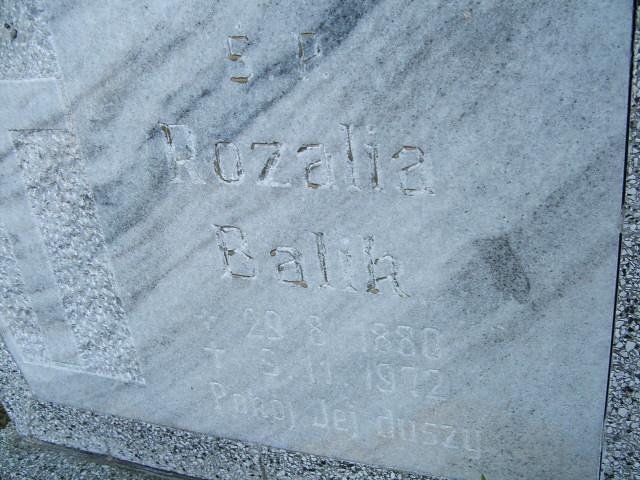 Ś P.
Rozalia
Balik
* 29 8 1880
† 9.11 1972
Pokój Jej duszy